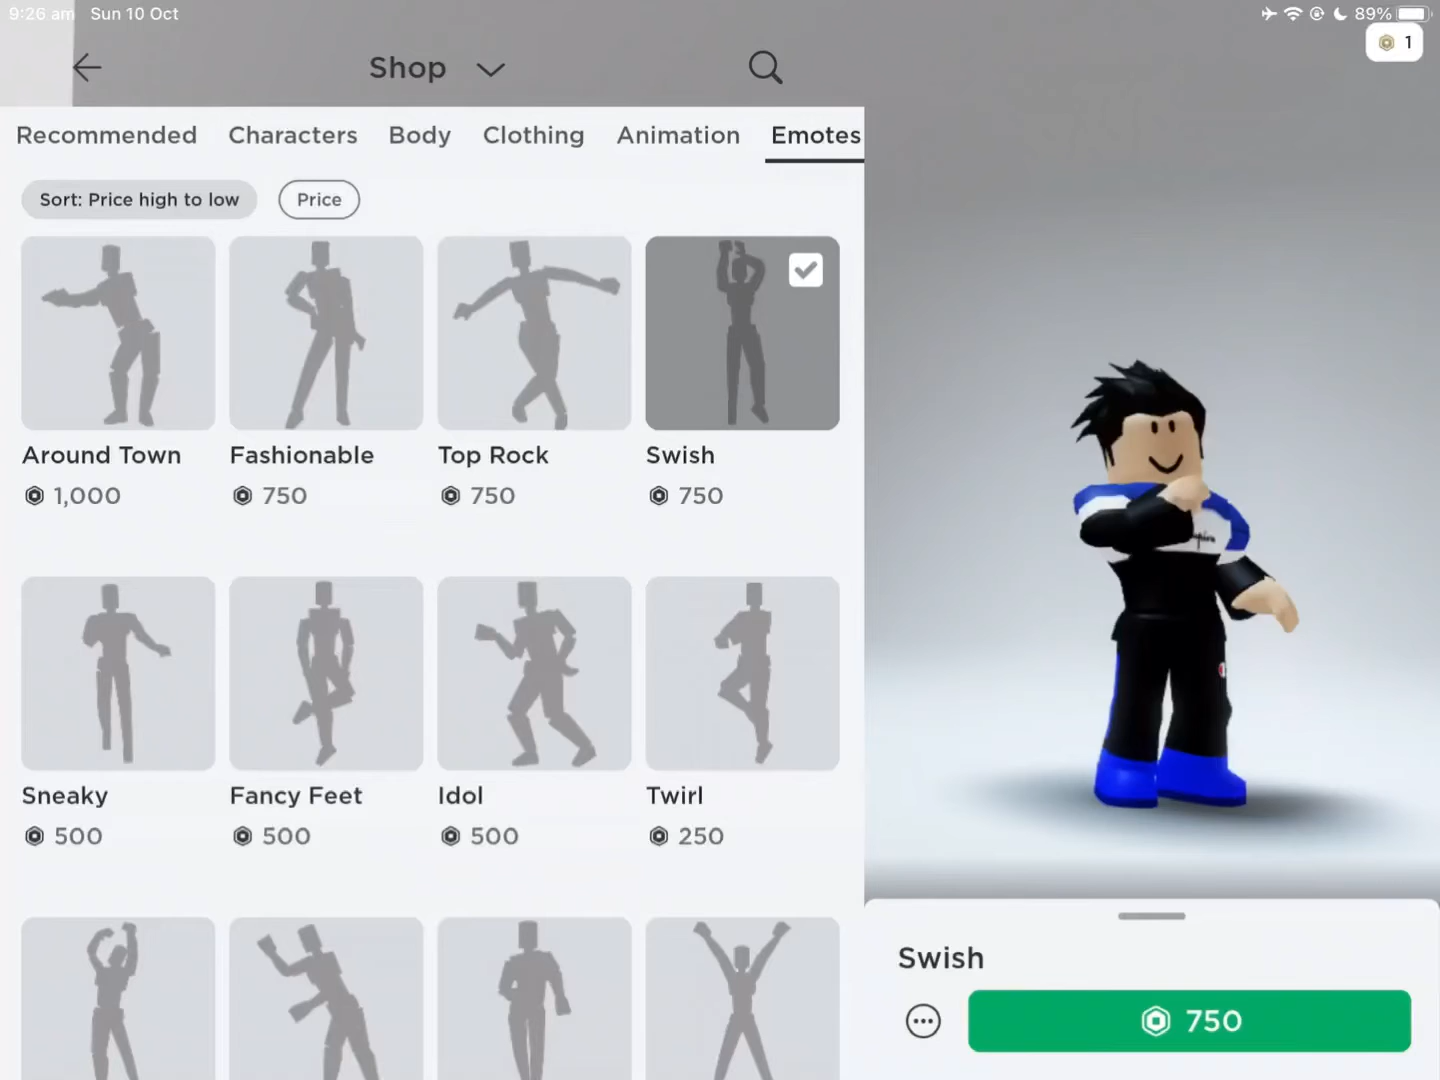 9:26 am Sun 10 Oct
89%
1
Shop
Recommended Characters Body Clothing Animation Emotes
Sort: Price high to low Price
Around Town Fashionable Top Rock Swish
1,000 750 750 750
Sneaky Fancy Feet Idol Twirl
500 500 500 250
Swish
750